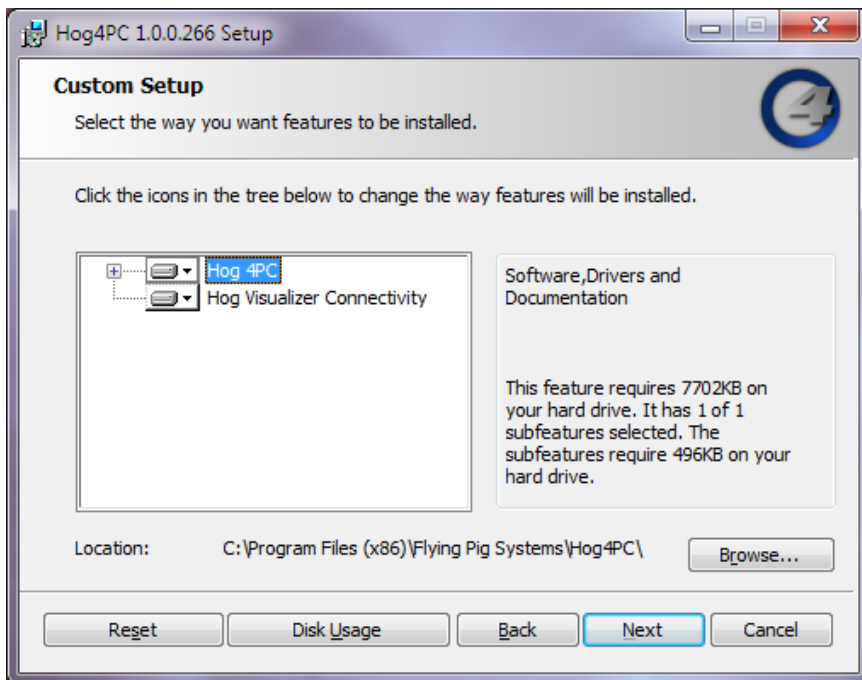 Hog4PC 1.0.0.266 Setup
Custom Setup
Select the way you want features to be installed.
4
Click the icons in the tree below to change the way features will be installed.
Hog 4PC
Hog Visualizer Connectivity
Software,Drivers and
Documentation
This feature requires 7702KB on
your hard drive. It has 1 of 1
subfeatures selected. The
subfeatures require 496KB on your
hard drive.
Location: C:\Program Files (x86)\Flying Pig Systems\Hog4PC\
Browse...
Reset Disk Usage Back Next Cancel